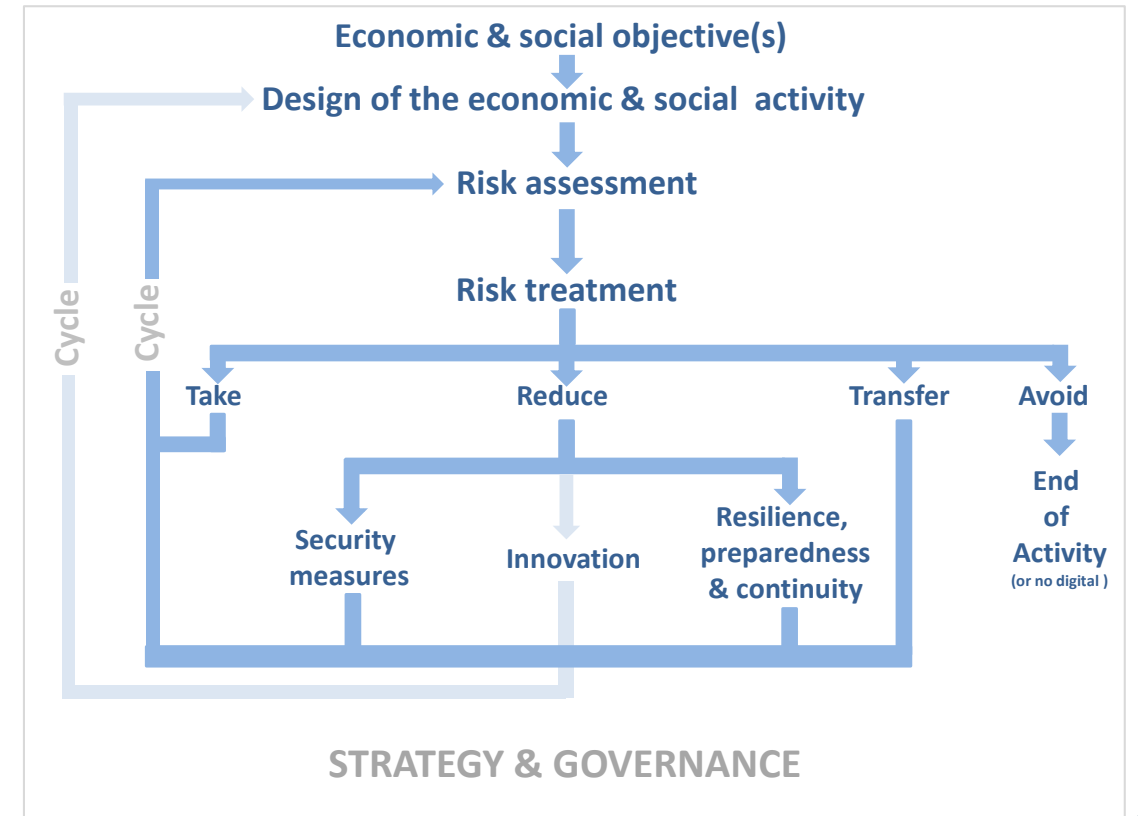 Economic & social objective(s)
Design of the economic & social activity
Risk assessment
Risk treatment
Cycle
Cycle
Take
Reduce
Transfer
Avoid
Security
measures
Innovation
Resilience,
preparedness
& continuity
End
of
Activity
(or no digital )
STRATEGY & GOVERNANCE